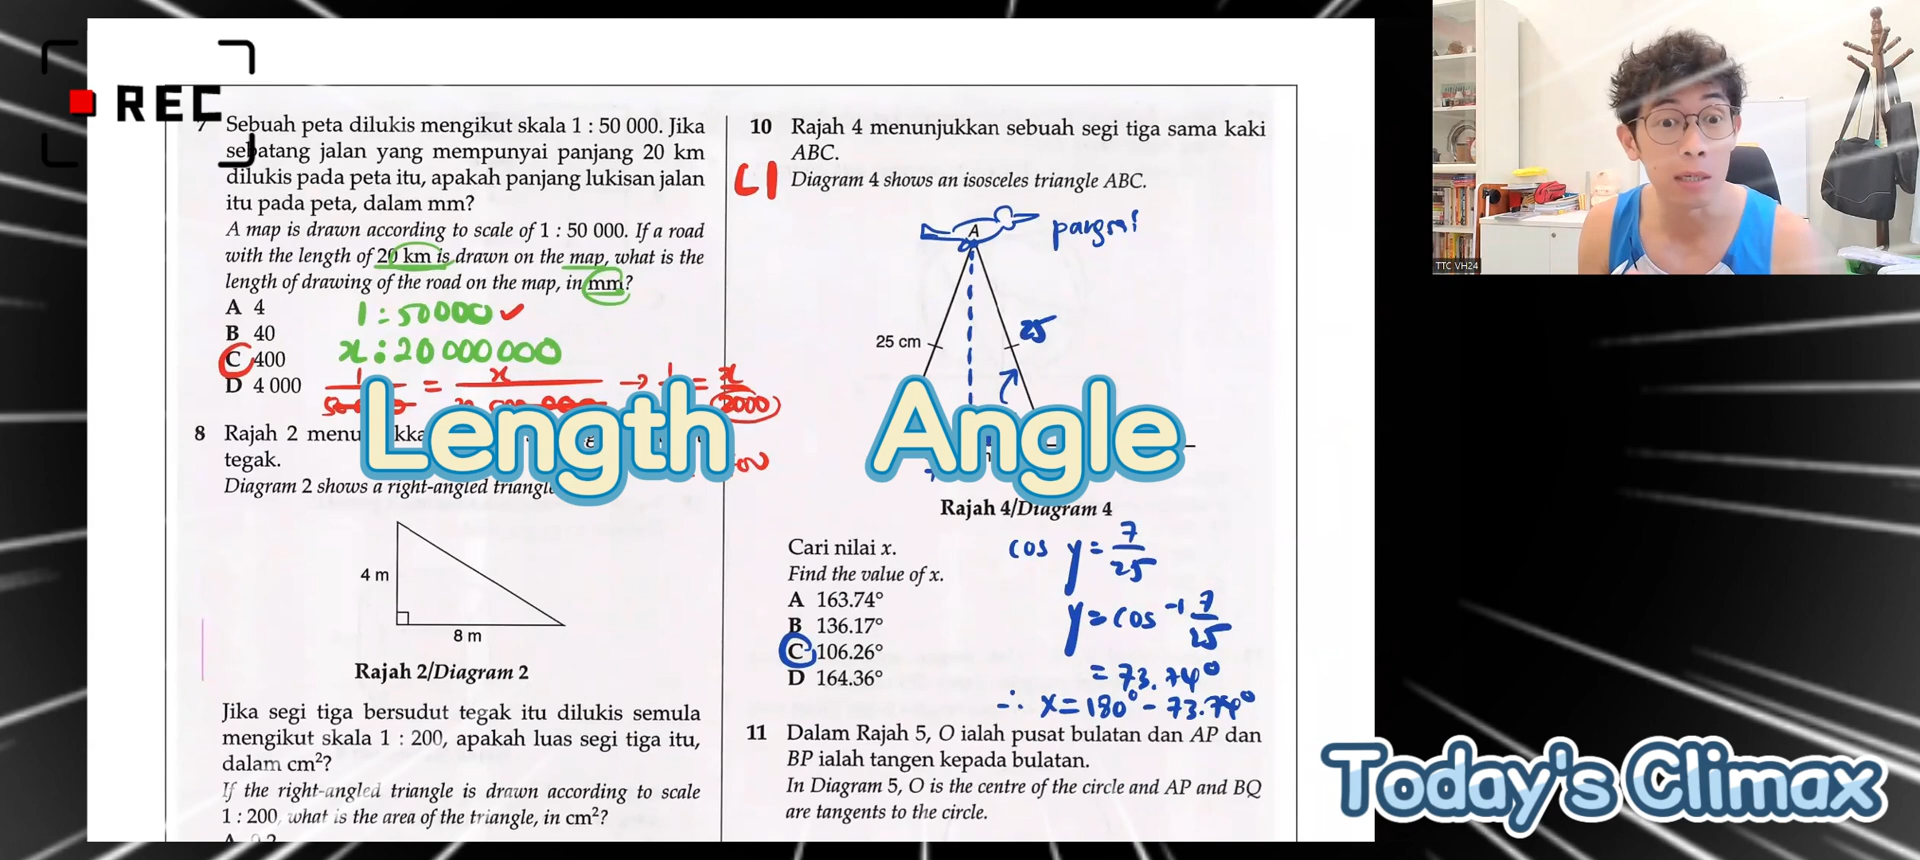 REC
7 Sebuah peta dilukis mengikut skala 1 : 50 000. Jika
sebatang jalan yang mempunyai panjang 20 km
dilukis pada peta itu, apakah panjang lukisan jalan
itu pada peta, dalam mm?
A map is drawn according to scale of 1 : 50 000. If a road
with the length of 20 km is drawn on the map, what is the
length of drawing of the road on the map, in mm?
A 4
B 40
C 400
D 4 000
1 : 50000
x : 20 000 000
1 = x → 1 = x
2000
8 Rajah 2
tegak.
Diagram 2 shows a right-angled
4 m
8 m
Rajah 2/Diagram 2
Jika segi tiga bersudut tegak itu dilukis semula
mengikut skala 1 : 200, apakah luas segi tiga itu,
dalam cm²?
If the right-angled triangle is drawn according to scale
1 : 200, what is the area of the triangle, in cm²?
10 Rajah 4 menunjukkan sebuah segi tiga sama kaki
ABC.
Diagram 4 shows an isosceles triangle ABC.
A
25 cm
25
Rajah 4/Diagram 4
Cari nilai x.
Find the value of x.
A 163.74°
B 136.17°
C 106.26°
D 164.36°
cos y = 7/25
y = cos⁻¹ 7/25
= 73.74°
∴ x = 180° − 73.74°
11 Dalam Rajah 5, O ialah pusat bulatan dan AP dan
BP ialah tangen kepada bulatan.
In Diagram 5, O is the centre of the circle and AP and BQ
are tangents to the circle.
Length
Angle
TTC VH24
Today's Climax